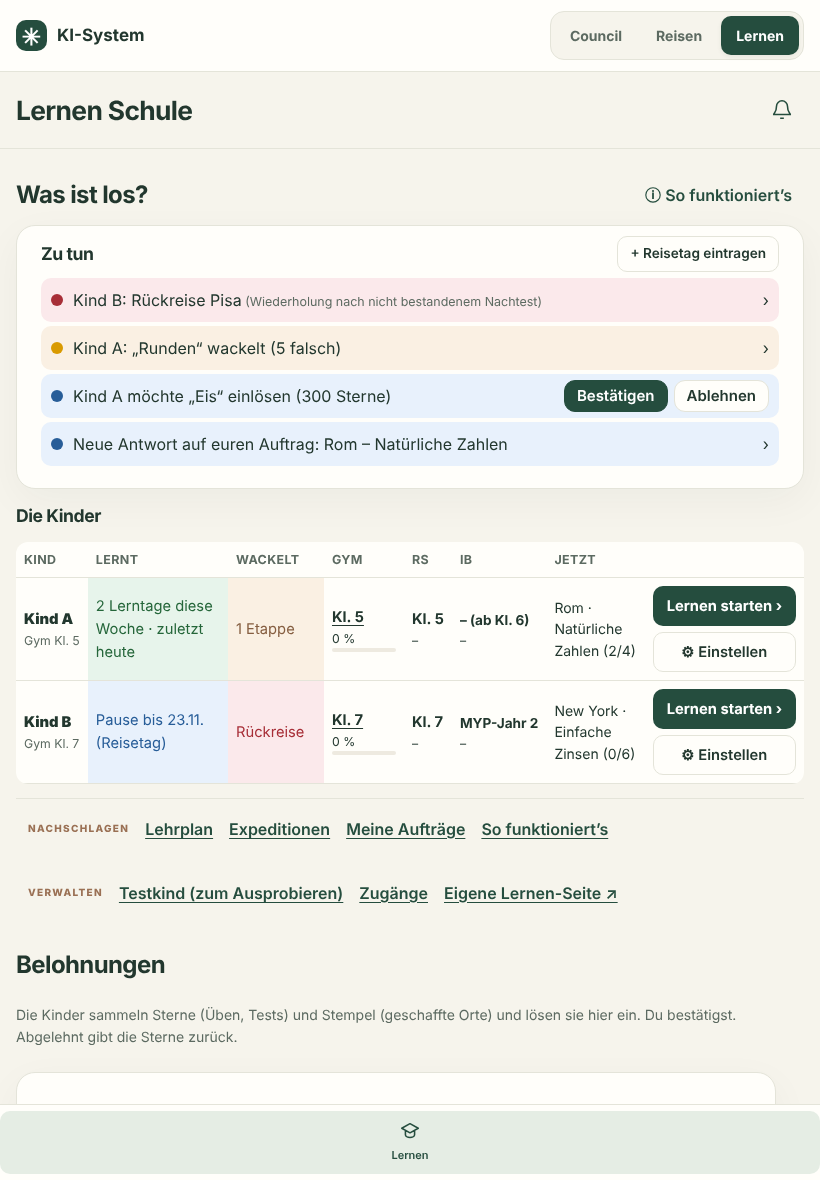 KI-System
Council Reisen Lernen
Lernen Schule
Was ist los?
ⓘ So funktioniert’s
Zu tun
+ Reisetag eintragen
Kind B: Rückreise Pisa (Wiederholung nach nicht bestandenem Nachtest) ›
Kind A: „Runden“ wackelt (5 falsch) ›
Kind A möchte „Eis“ einlösen (300 Sterne) Bestätigen Ablehnen
Neue Antwort auf euren Auftrag: Rom – Natürliche Zahlen ›
Die Kinder
KIND LERNT WACKELT GYM RS IB JETZT
Kind A
Gym Kl. 5
2 Lerntage diese
Woche · zuletzt
heute
1 Etappe
Kl. 5
0 %
Kl. 5
–
– (ab Kl. 6)
–
Rom ·
Natürliche
Zahlen (2/4)
Lernen starten ›
⚙ Einstellen
Kind B
Gym Kl. 7
Pause bis 23.11.
(Reisetag)
Rückreise
Kl. 7
0 %
Kl. 7
–
MYP-Jahr 2
–
New York ·
Einfache
Zinsen (0/6)
Lernen starten ›
⚙ Einstellen
NACHSCHLAGEN Lehrplan Expeditionen Meine Aufträge So funktioniert’s
VERWALTEN Testkind (zum Ausprobieren) Zugänge Eigene Lernen-Seite ↗
Belohnungen
Die Kinder sammeln Sterne (Üben, Tests) und Stempel (geschaffte Orte) und lösen sie hier ein. Du bestätigst.
Abgelehnt gibt die Sterne zurück.
Lernen